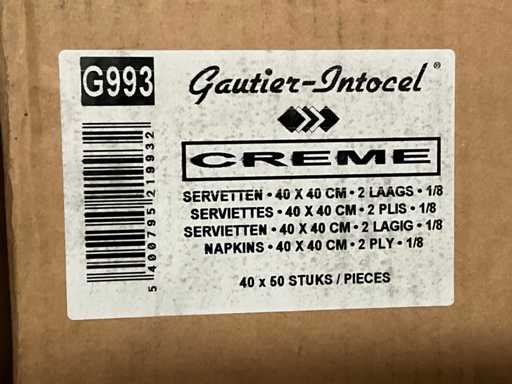 G993
Gautier-Intocel ®
CREME
SERVETTEN • 40 X 40 CM • 2 LAAGS • 1/8
SERVIETTES • 40 X 40 CM • 2 PLIS • 1/8
SERVIETTEN • 40 X 40 CM • 2 LAGIG • 1/8
NAPKINS • 40 X 40 CM • 2 PLY • 1/8
40 x 50 STUKS / PIECES
5 400795 219932